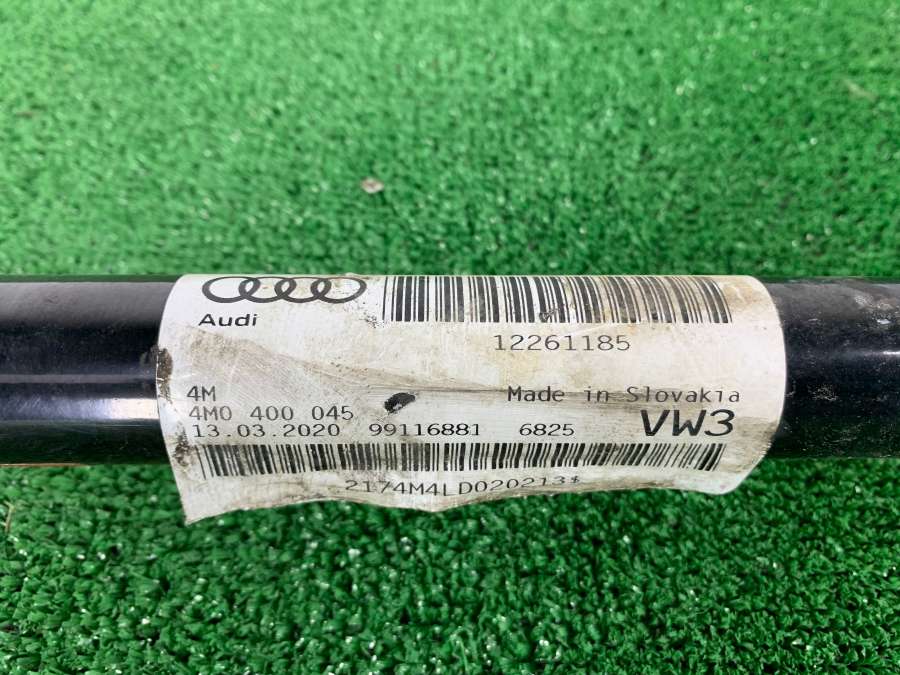 Audi
12261185
4M
Made in Slovakia
4M0 400 045
13.03.2020 99116881 6825 VW3
2174M4LD020213*